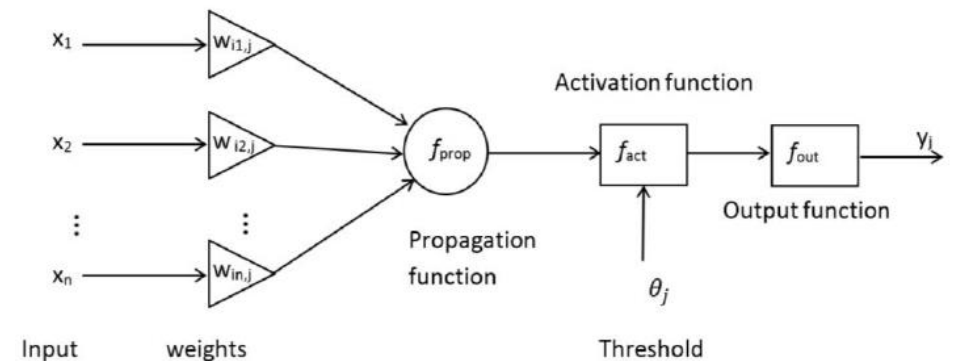 x1
wi1,j
Activation function
x2
wi2,j
fprop
fact
fout
yj
Output function
⋮
⋮
Propagation
function
xn
win,j
θj
Input
weights
Threshold